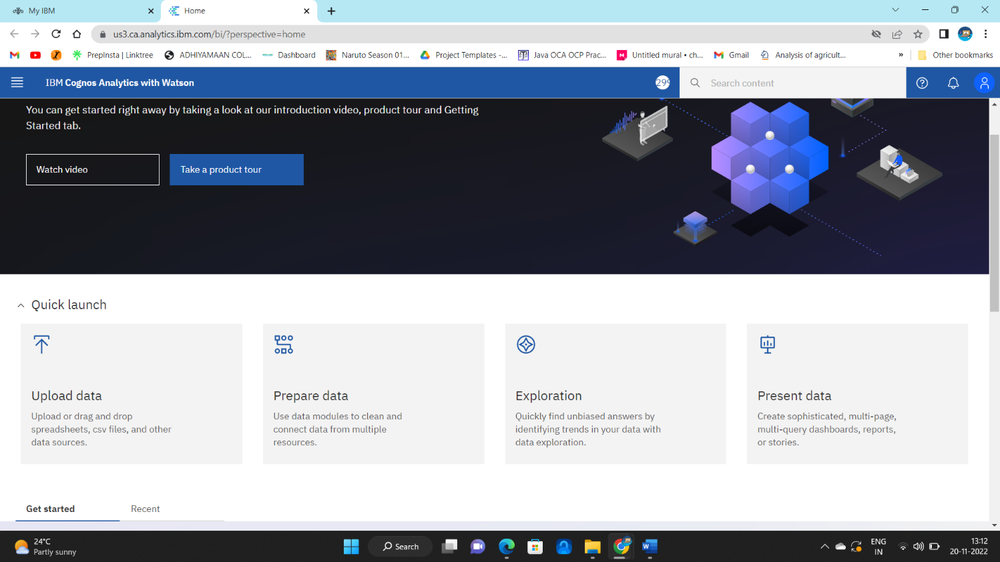 My IBM
Home
us3.ca.analytics.ibm.com/bi/?perspective=home
PrepInsta | Linktree
ADHIYAMAAN COL...
Dashboard
Naruto Season 01...
Project Templates -...
Java OCA OCP Prac...
Untitled mural • ch...
Gmail
Analysis of agricult...
»
Other bookmarks
IBM Cognos Analytics with Watson
299
Search content
You can get started right away by taking a look at our introduction video, product tour and Getting
Started tab.
Watch video
Take a product tour
Quick launch
Upload data
Upload or drag and drop
spreadsheets, csv files, and other
data sources.
Prepare data
Use data modules to clean and
connect data from multiple
resources.
Exploration
Quickly find unbiased answers by
identifying trends in your data with
data exploration.
Present data
Create sophisticated, multi-page,
multi-query dashboards, reports,
or stories.
Get started
Recent
24°C
Partly sunny
Search
ENG
IN
13:12
20-11-2022